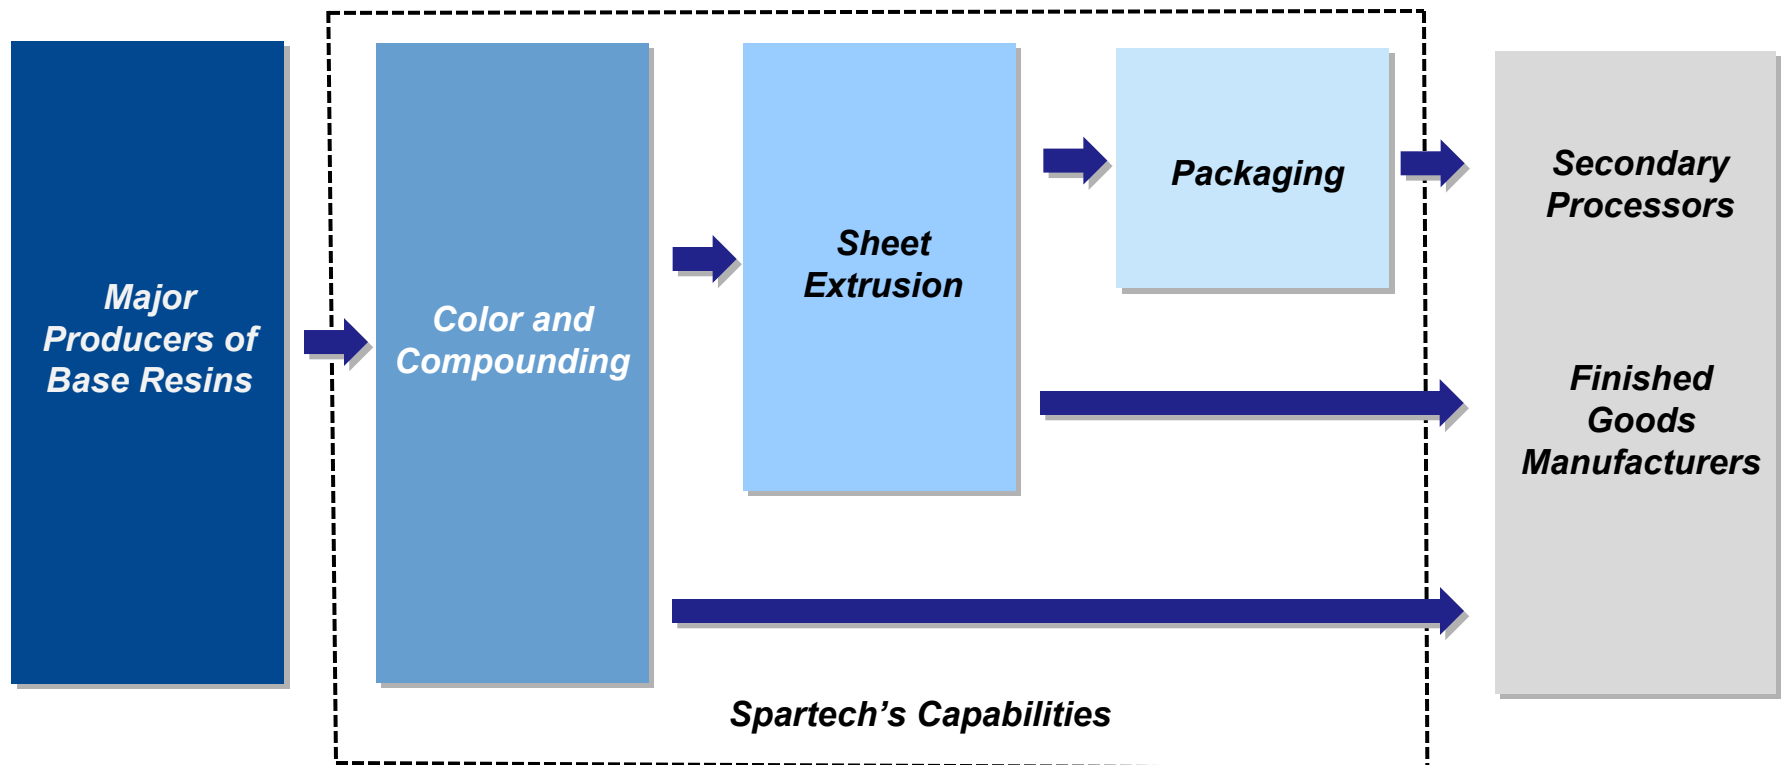 Major
Producers of
Base Resins
Color and
Compounding
Sheet
Extrusion
Packaging
Secondary
Processors
Finished
Goods
Manufacturers
Spartech’s Capabilities